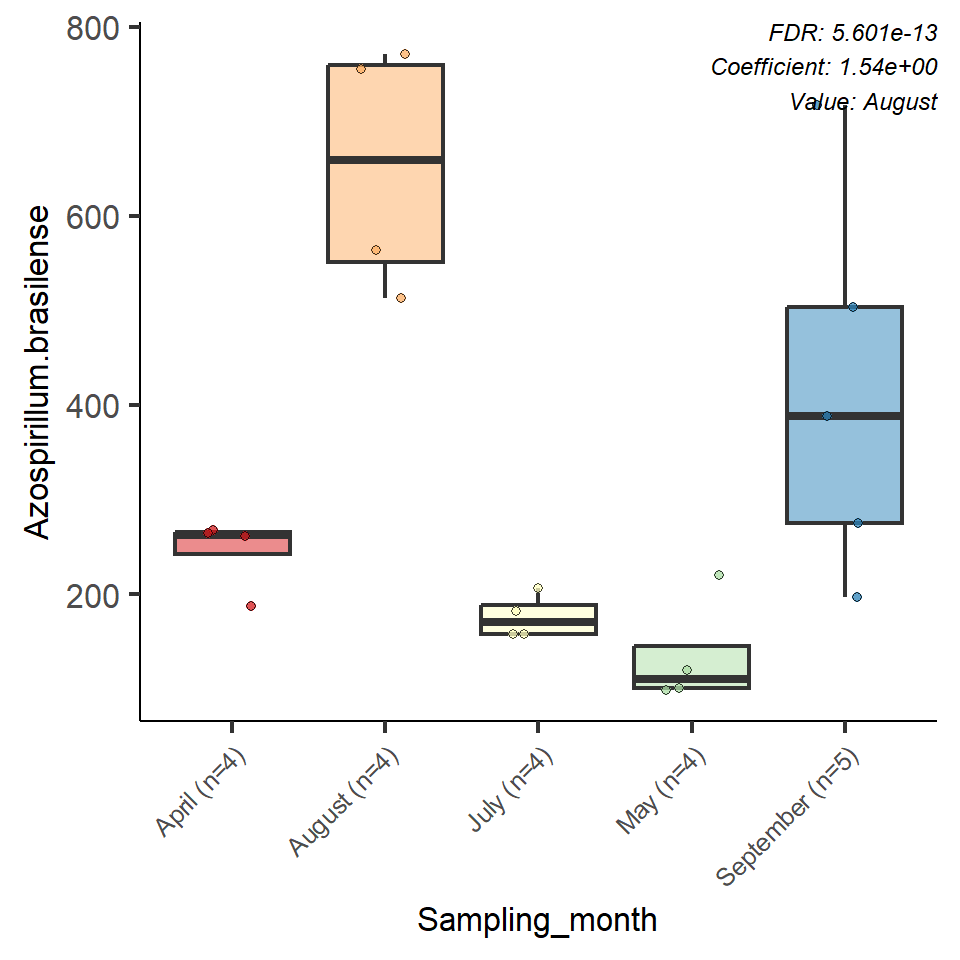 FDR: 5.601e-13
Coefficient: 1.54e+00
Value: August
800
600
400
200
Azospirillum.brasilense
April (n=4)
August (n=4)
July (n=4)
May (n=4)
September (n=5)
Sampling_month